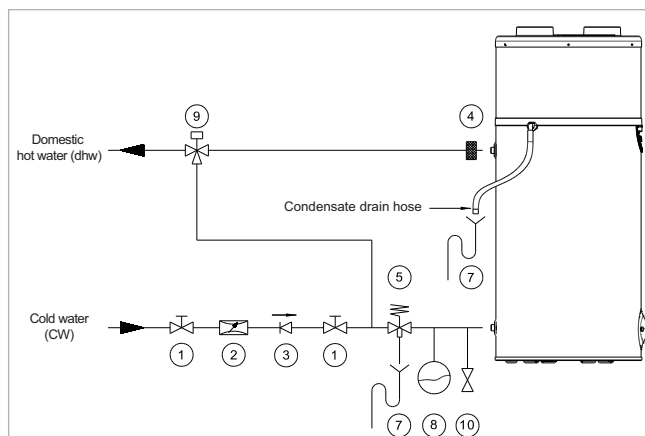 9
4
Domestic
hot water (dhw)
Condensate drain hose
7
5
Cold water
(CW)
1
2
3
1
7
8
10